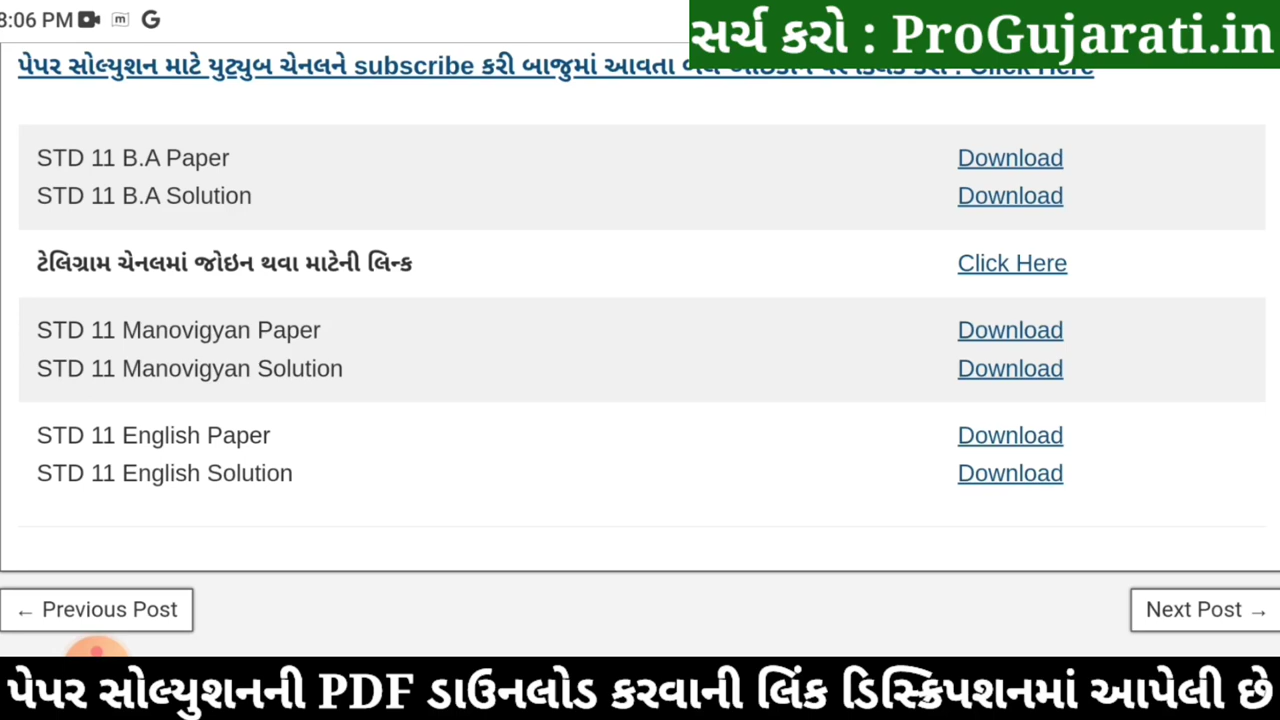 8:06 PM
સર્ચ કરો : ProGujarati.in
પેપર સોલ્યુશન માટે યુટ્યુબ ચેનલને subscribe કરી બાજુમાં આવતા
STD 11 B.A Paper Download
STD 11 B.A Solution Download
ટેલિગ્રામ ચેનલમાં જોઇન થવા માટેની લિન્ક Click Here
STD 11 Manovigyan Paper Download
STD 11 Manovigyan Solution Download
STD 11 English Paper Download
STD 11 English Solution Download
← Previous Post
Next Post →
પેપર સોલ્યુશનની PDF ડાઉનલોડ કરવાની લિંક ડિસ્ક્રિપશનમાં આપેલી છે